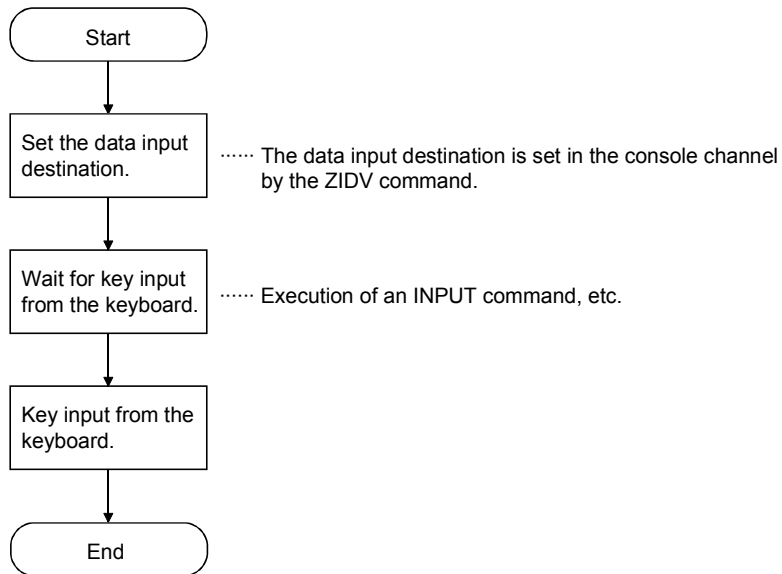 Start
Set the data input
destination.
······ The data input destination is set in the console channel
by the ZIDV command.
Wait for key input
from the keyboard.
······ Execution of an INPUT command, etc.
Key input from the
keyboard.
End